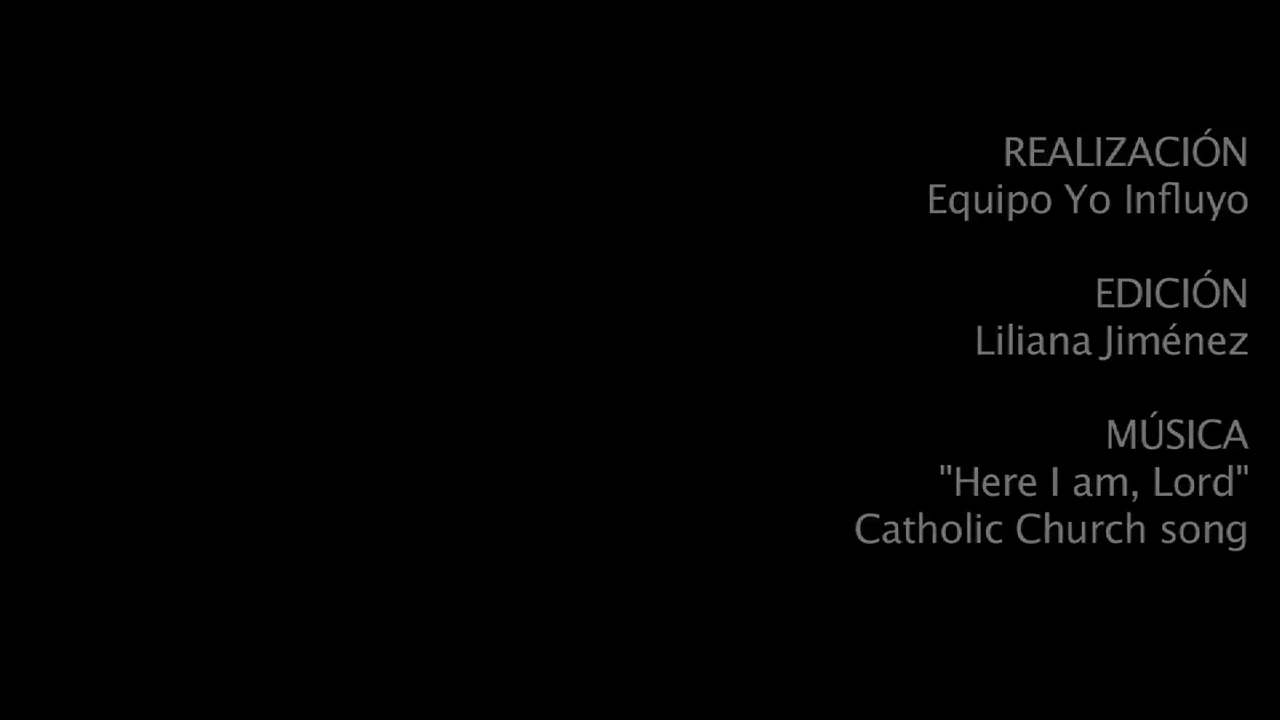 REALIZACIÓN
Equipo Yo Influyo
EDICIÓN
Liliana Jiménez
MÚSICA
"Here I am, Lord"
Catholic Church song